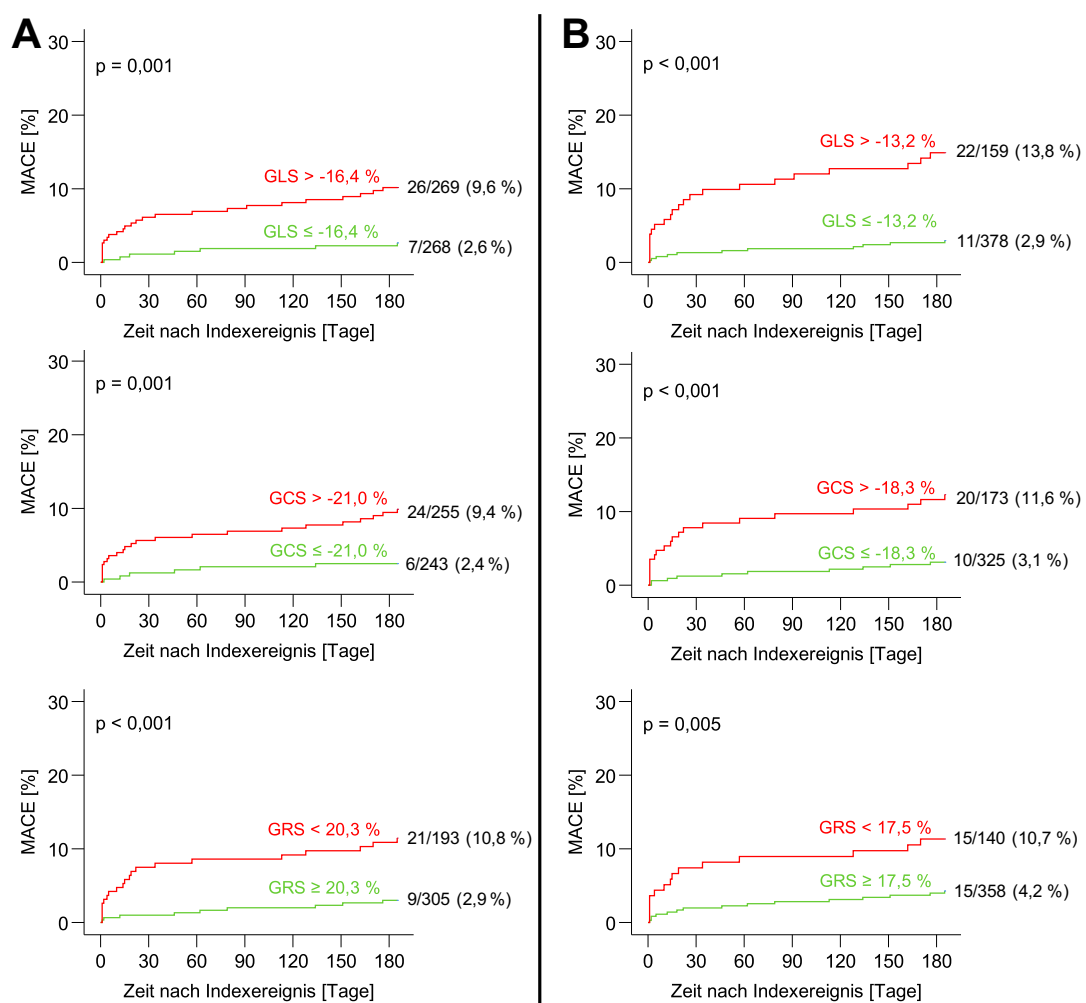 A
30
20
10
0
MACE [%]
p = 0,001
GLS > -16,4 %
26/269 (9,6 %)
GLS ≤ -16,4 %
7/268 (2,6 %)
0 30 60 90 120 150 180
Zeit nach Indexereignis [Tage]
30
20
10
0
MACE [%]
p = 0,001
GCS > -21,0 %
24/255 (9,4 %)
GCS ≤ -21,0 %
6/243 (2,4 %)
0 30 60 90 120 150 180
Zeit nach Indexereignis [Tage]
30
20
10
0
MACE [%]
p < 0,001
GRS < 20,3 %
21/193 (10,8 %)
GRS ≥ 20,3 %
9/305 (2,9 %)
0 30 60 90 120 150 180
Zeit nach Indexereignis [Tage]
B
30
20
10
0
MACE [%]
p < 0,001
GLS > -13,2 %
22/159 (13,8 %)
GLS ≤ -13,2 %
11/378 (2,9 %)
0 30 60 90 120 150 180
Zeit nach Indexereignis [Tage]
30
20
10
0
MACE [%]
p < 0,001
GCS > -18,3 %
20/173 (11,6 %)
GCS ≤ -18,3 %
10/325 (3,1 %)
0 30 60 90 120 150 180
Zeit nach Indexereignis [Tage]
30
20
10
0
MACE [%]
p = 0,005
GRS < 17,5 %
15/140 (10,7 %)
GRS ≥ 17,5 %
15/358 (4,2 %)
0 30 60 90 120 150 180
Zeit nach Indexereignis [Tage]